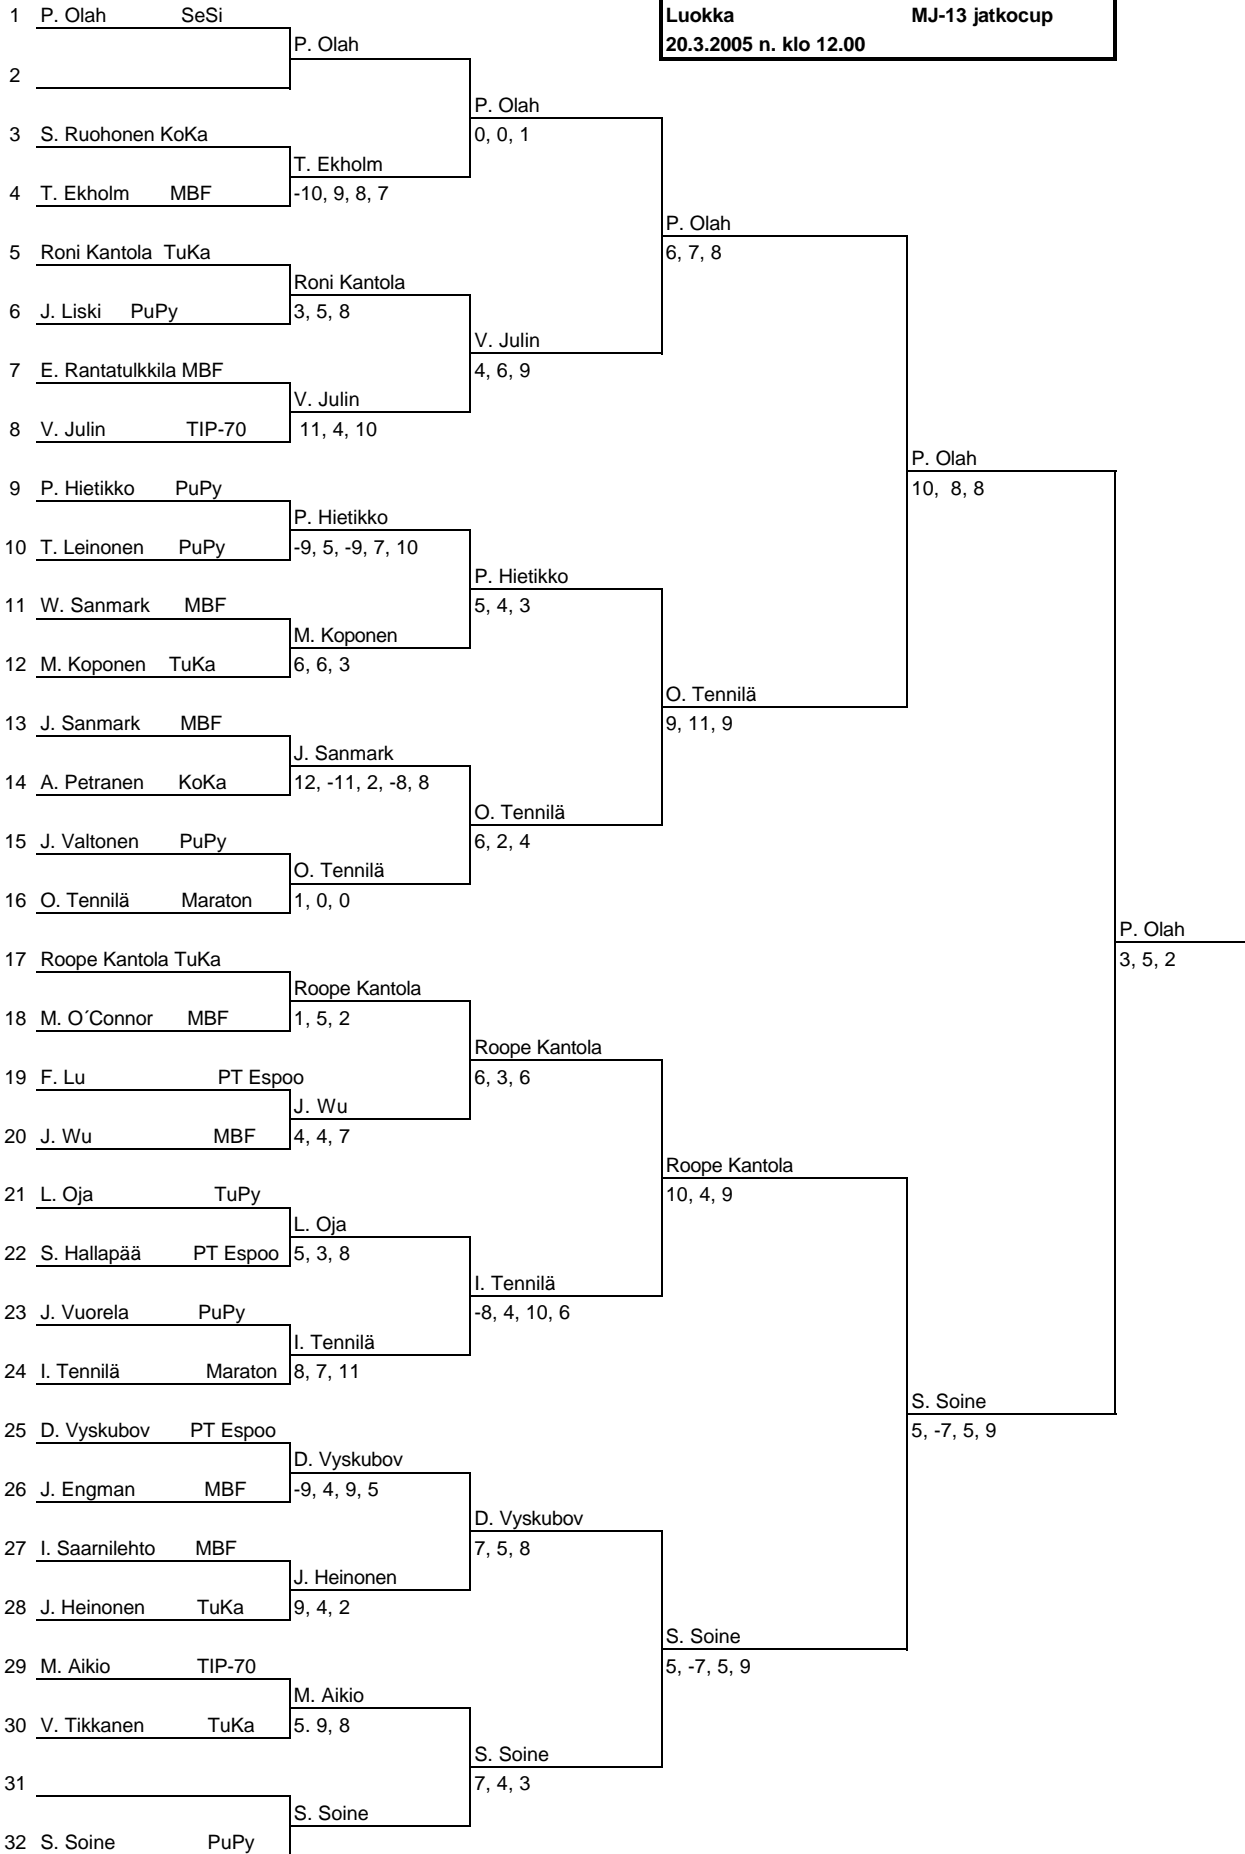 1 P. Olah SeSi
Luokka MJ-13 jatkocup
P. Olah
20.3.2005 n. klo 12.00
2
P. Olah
3 S. Ruohonen KoKa
0, 0, 1
T. Ekholm
4 T. Ekholm MBF
-10, 9, 8, 7
P. Olah
5 Roni Kantola TuKa
6, 7, 8
Roni Kantola
6 J. Liski PuPy
3, 5, 8
V. Julin
7 E. Rantatulkkila MBF
4, 6, 9
V. Julin
8 V. Julin TIP-70
11, 4, 10
P. Olah
9 P. Hietikko PuPy
10, 8, 8
P. Hietikko
10 T. Leinonen PuPy
-9, 5, -9, 7, 10
P. Hietikko
11 W. Sanmark MBF
5, 4, 3
M. Koponen
12 M. Koponen TuKa
6, 6, 3
O. Tennilä
13 J. Sanmark MBF
9, 11, 9
J. Sanmark
14 A. Petranen KoKa
12, -11, 2, -8, 8
O. Tennilä
15 J. Valtonen PuPy
6, 2, 4
O. Tennilä
16 O. Tennilä Maraton
1, 0, 0
P. Olah
17 Roope Kantola TuKa
3, 5, 2
Roope Kantola
18 M. O´Connor MBF
1, 5, 2
Roope Kantola
19 F. Lu PT Espoo
6, 3, 6
J. Wu
20 J. Wu MBF
4, 4, 7
Roope Kantola
21 L. Oja TuPy
10, 4, 9
L. Oja
22 S. Hallapää PT Espoo
5, 3, 8
I. Tennilä
23 J. Vuorela PuPy
-8, 4, 10, 6
I. Tennilä
24 I. Tennilä Maraton
8, 7, 11
S. Soine
25 D. Vyskubov PT Espoo
5, -7, 5, 9
D. Vyskubov
26 J. Engman MBF
-9, 4, 9, 5
D. Vyskubov
27 I. Saarnilehto MBF
7, 5, 8
J. Heinonen
28 J. Heinonen TuKa
9, 4, 2
S. Soine
29 M. Aikio TIP-70
5, -7, 5, 9
M. Aikio
30 V. Tikkanen TuKa
5. 9, 8
S. Soine
31
7, 4, 3
S. Soine
32 S. Soine PuPy